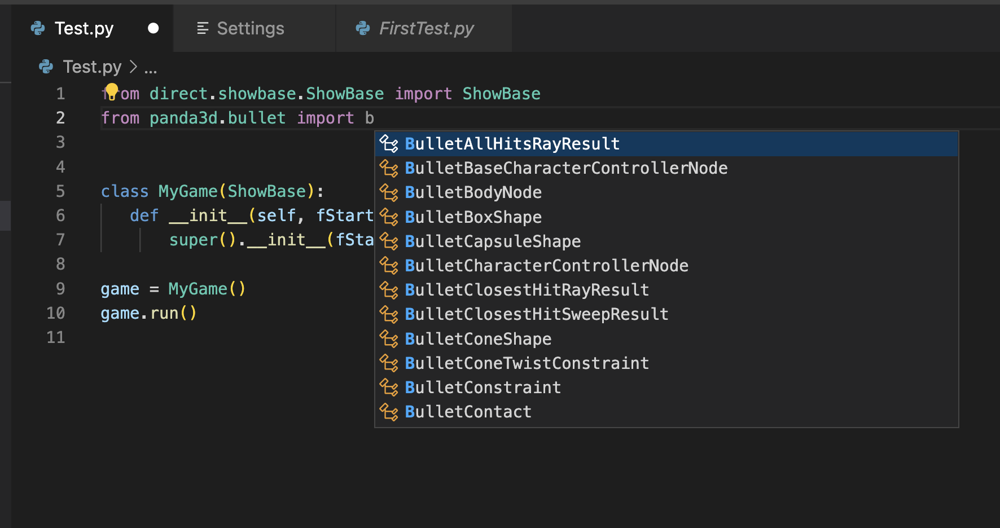 Test.py Settings FirstTest.py
Test.py > ...
1 from direct.showbase.ShowBase import ShowBase
2 from panda3d.bullet import b
3
4
5 class MyGame(ShowBase):
6 def __init__(self, fStart
7 super().__init__(fSta
8
9 game = MyGame()
10 game.run()
11
BulletAllHitsRayResult
BulletBaseCharacterControllerNode
BulletBodyNode
BulletBoxShape
BulletCapsuleShape
BulletCharacterControllerNode
BulletClosestHitRayResult
BulletClosestHitSweepResult
BulletConeShape
BulletConeTwistConstraint
BulletConstraint
BulletContact